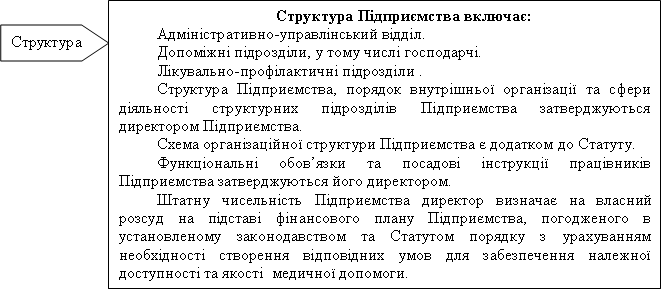 Структура
Структура Підприємства включає:
Адміністративно-управлінський відділ.
Допоміжні підрозділи, у тому числі господарчі.
Лікувально-профілактичні підрозділи .
Структура Підприємства, порядок внутрішньої організації та сфери
діяльності структурних підрозділів Підприємства затверджуються
директором Підприємства.
Схема організаційної структури Підприємства є додатком до Статуту.
Функціональні обов’язки та посадові інструкції працівників
Підприємства затверджуються його директором.
Штатну чисельність Підприємства директор визначає на власний
розсуд на підставі фінансового плану Підприємства, погодженого в
установленому законодавством та Статутом порядку з урахуванням
необхідності створення відповідних умов для забезпечення належної
доступності та якості медичної допомоги.